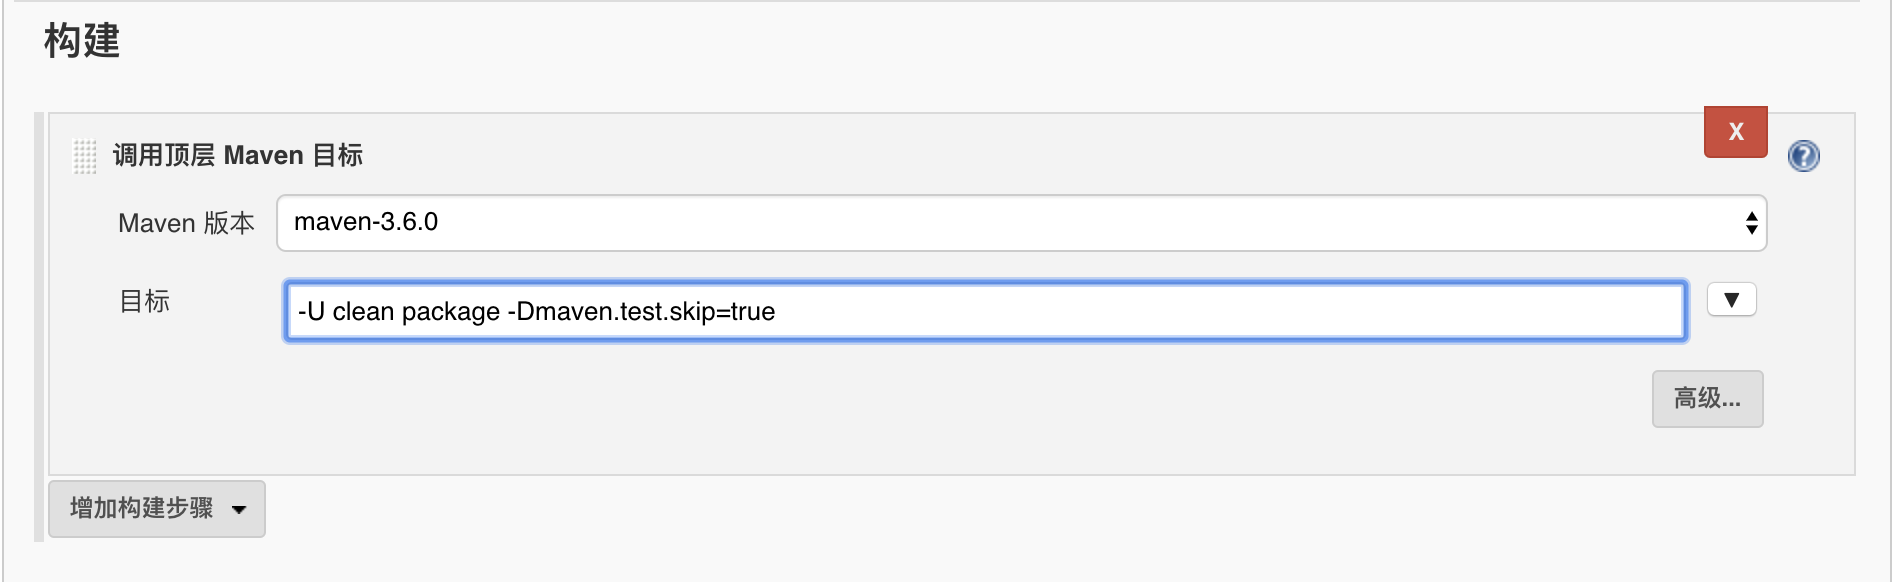 构建
调用顶层 Maven 目标
X
?
Maven 版本
maven-3.6.0
目标
-U clean package -Dmaven.test.skip=true
高级...
增加构建步骤